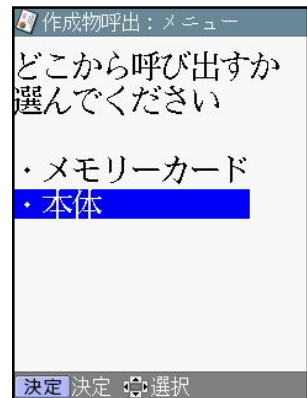 作成物呼出：メニュー
どこから呼び出すか
選んでください
・メモリーカード
・本体
決定 決定 選択